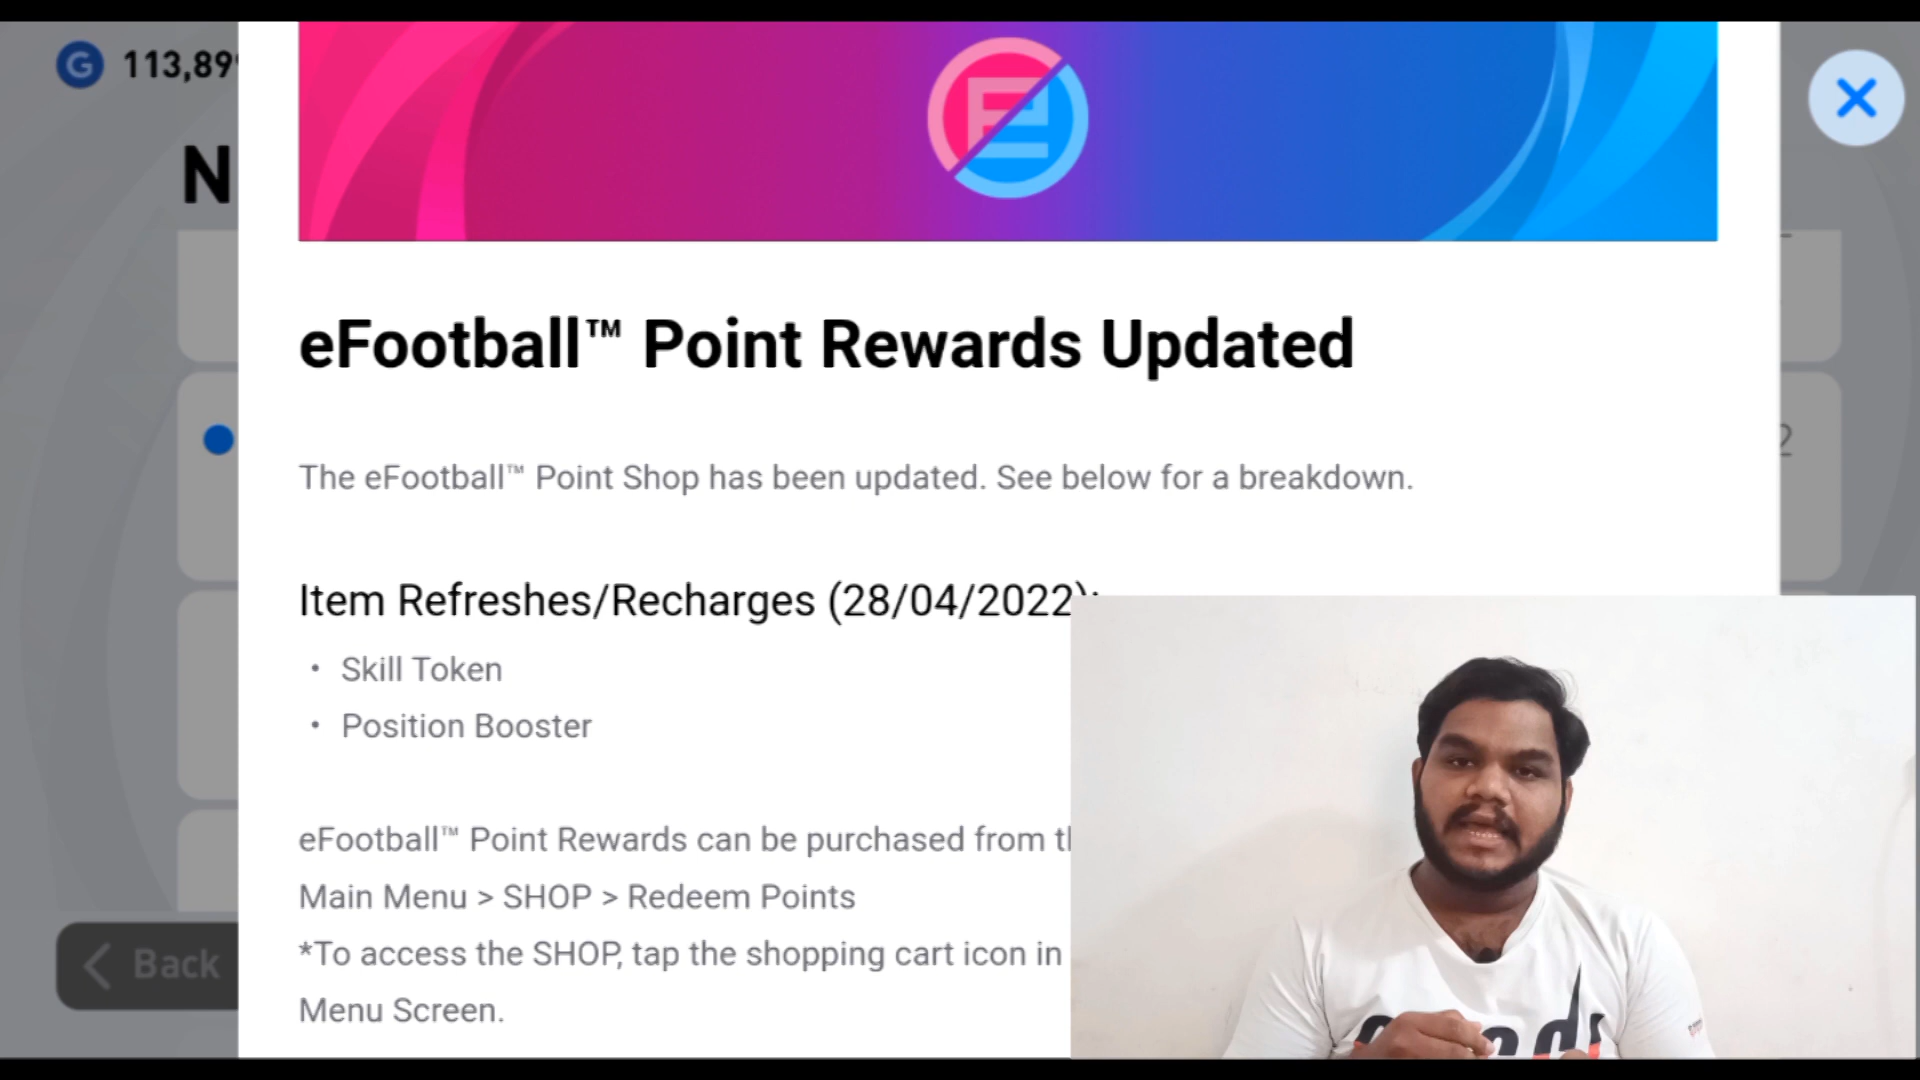 113,89
N
eFootball™ Point Rewards Updated
The eFootball™ Point Shop has been updated. See below for a breakdown.
2
Item Refreshes/Recharges (28/04/2022):
• Skill Token
• Position Booster
eFootball™ Point Rewards can be purchased from
Main Menu > SHOP > Redeem Points
*To access the SHOP, tap the shopping cart icon in
Back
Menu Screen.